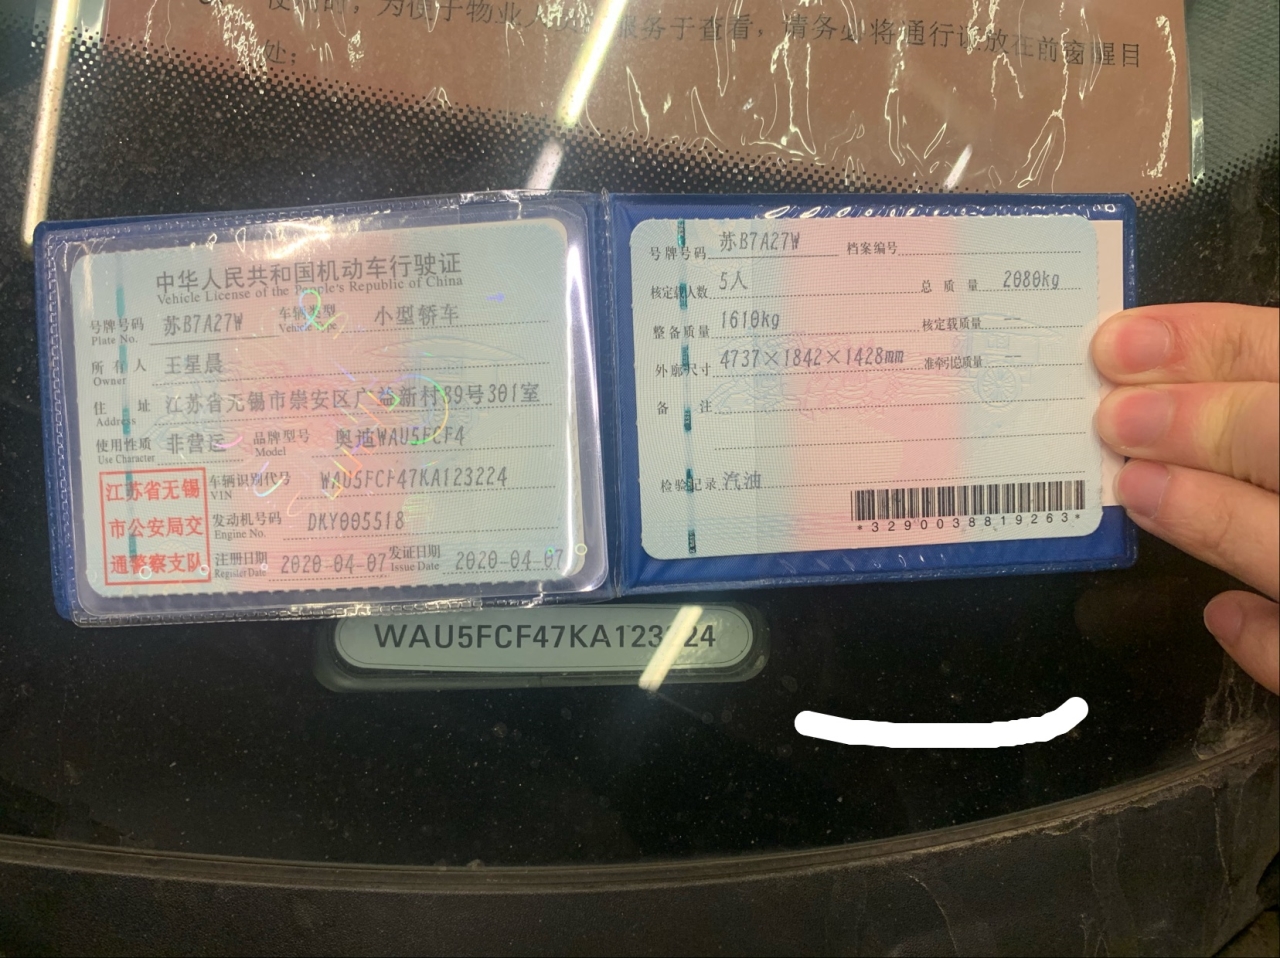 使用时，为便于物业人 服务于查看，请务必将通行证放在前窗醒目
处；
中华人民共和国机动车行驶证
Vehicle License of the People's Republic of China
号牌号码 苏B7A27W 车辆类型 小型轿车
Plate No. Vehicle Type
所有人 王星晨
Owner
住址 江苏省无锡市崇安区广益新村89号301室
Address
使用性质 非营运 品牌型号 奥迪WAU5FCF4
Use Character Model
江苏省无锡
市公安局交
通警察支队
车辆识别代号 WAU5FCF47KA123224
VIN
发动机号码 DKY005518
Engine No.
注册日期 2020-04-07 发证日期 2020-04-07
Register Date Issue Date
号牌号码 苏B7A27W 档案编号
核定载人数 5人 总质量 2080kg
整备质量 1610kg 核定载质量 —
外廓尺寸 4737×1842×1428mm 准牵引总质量 —
备注
检验记录 汽油
*3290038819263*
WAU5FCF47KA123224